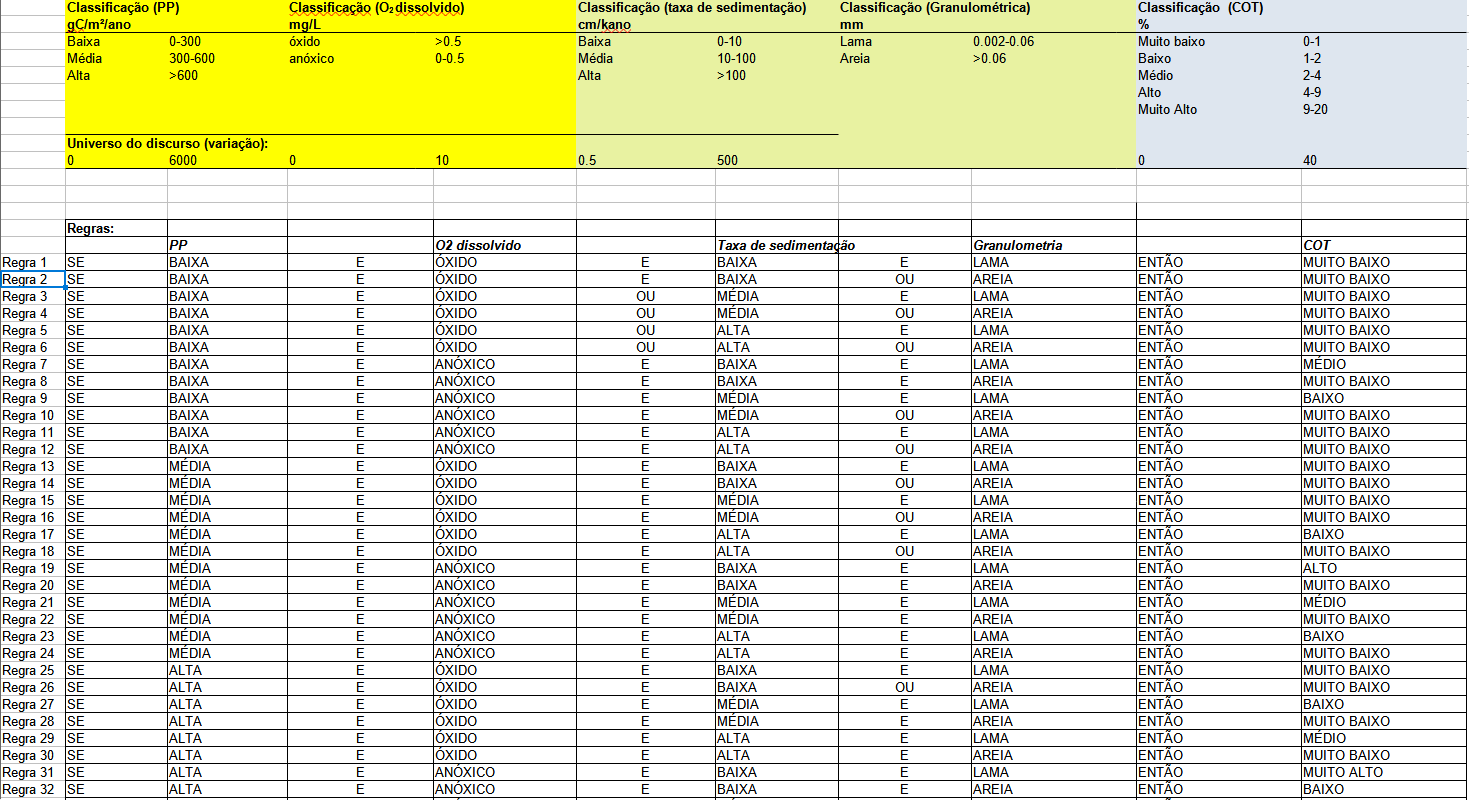 Classificação (PP) Classificação (O₂ dissolvido) Classificação (taxa de sedimentação) Classificação (Granulométrica) Classificação (COT)
gC/m²/ano mg/L cm/kano mm %
Baixa 0-300 óxido >0.5 Baixa 0-10 Lama 0.002-0.06 Muito baixo 0-1
Média 300-600 anóxico 0-0.5 Média 10-100 Areia >0.06 Baixo 1-2
Alta >600 Alta >100 Médio 2-4
Alto 4-9
Muito Alto 9-20
Universo do discurso (variação):
0 6000 0 10 0.5 500 0 40
Regras:
PP O2 dissolvido Taxa de sedimentação Granulometria COT
Regra 1 SE BAIXA E ÓXIDO E BAIXA E LAMA ENTÃO MUITO BAIXO
Regra 2 SE BAIXA E ÓXIDO E BAIXA OU AREIA ENTÃO MUITO BAIXO
Regra 3 SE BAIXA E ÓXIDO OU MÉDIA E LAMA ENTÃO MUITO BAIXO
Regra 4 SE BAIXA E ÓXIDO OU MÉDIA OU AREIA ENTÃO MUITO BAIXO
Regra 5 SE BAIXA E ÓXIDO OU ALTA E LAMA ENTÃO MUITO BAIXO
Regra 6 SE BAIXA E ÓXIDO OU ALTA OU AREIA ENTÃO MUITO BAIXO
Regra 7 SE BAIXA E ANÓXICO E BAIXA E LAMA ENTÃO MÉDIO
Regra 8 SE BAIXA E ANÓXICO E BAIXA E AREIA ENTÃO MUITO BAIXO
Regra 9 SE BAIXA E ANÓXICO E MÉDIA E LAMA ENTÃO BAIXO
Regra 10 SE BAIXA E ANÓXICO E MÉDIA OU AREIA ENTÃO MUITO BAIXO
Regra 11 SE BAIXA E ANÓXICO E ALTA E LAMA ENTÃO MUITO BAIXO
Regra 12 SE BAIXA E ANÓXICO E ALTA OU AREIA ENTÃO MUITO BAIXO
Regra 13 SE MÉDIA E ÓXIDO E BAIXA E LAMA ENTÃO MUITO BAIXO
Regra 14 SE MÉDIA E ÓXIDO E BAIXA OU AREIA ENTÃO MUITO BAIXO
Regra 15 SE MÉDIA E ÓXIDO E MÉDIA E LAMA ENTÃO MUITO BAIXO
Regra 16 SE MÉDIA E ÓXIDO E MÉDIA OU AREIA ENTÃO MUITO BAIXO
Regra 17 SE MÉDIA E ÓXIDO E ALTA E LAMA ENTÃO BAIXO
Regra 18 SE MÉDIA E ÓXIDO E ALTA OU AREIA ENTÃO MUITO BAIXO
Regra 19 SE MÉDIA E ANÓXICO E BAIXA E LAMA ENTÃO ALTO
Regra 20 SE MÉDIA E ANÓXICO E BAIXA E AREIA ENTÃO MUITO BAIXO
Regra 21 SE MÉDIA E ANÓXICO E MÉDIA E LAMA ENTÃO MÉDIO
Regra 22 SE MÉDIA E ANÓXICO E MÉDIA E AREIA ENTÃO MUITO BAIXO
Regra 23 SE MÉDIA E ANÓXICO E ALTA E LAMA ENTÃO BAIXO
Regra 24 SE MÉDIA E ANÓXICO E ALTA E AREIA ENTÃO MUITO BAIXO
Regra 25 SE ALTA E ÓXIDO E BAIXA E LAMA ENTÃO MUITO BAIXO
Regra 26 SE ALTA E ÓXIDO E BAIXA OU AREIA ENTÃO MUITO BAIXO
Regra 27 SE ALTA E ÓXIDO E MÉDIA E LAMA ENTÃO BAIXO
Regra 28 SE ALTA E ÓXIDO E MÉDIA E AREIA ENTÃO MUITO BAIXO
Regra 29 SE ALTA E ÓXIDO E ALTA E LAMA ENTÃO MÉDIO
Regra 30 SE ALTA E ÓXIDO E ALTA E AREIA ENTÃO MUITO BAIXO
Regra 31 SE ALTA E ANÓXICO E BAIXA E LAMA ENTÃO MUITO ALTO
Regra 32 SE ALTA E ANÓXICO E BAIXA E AREIA ENTÃO BAIXO